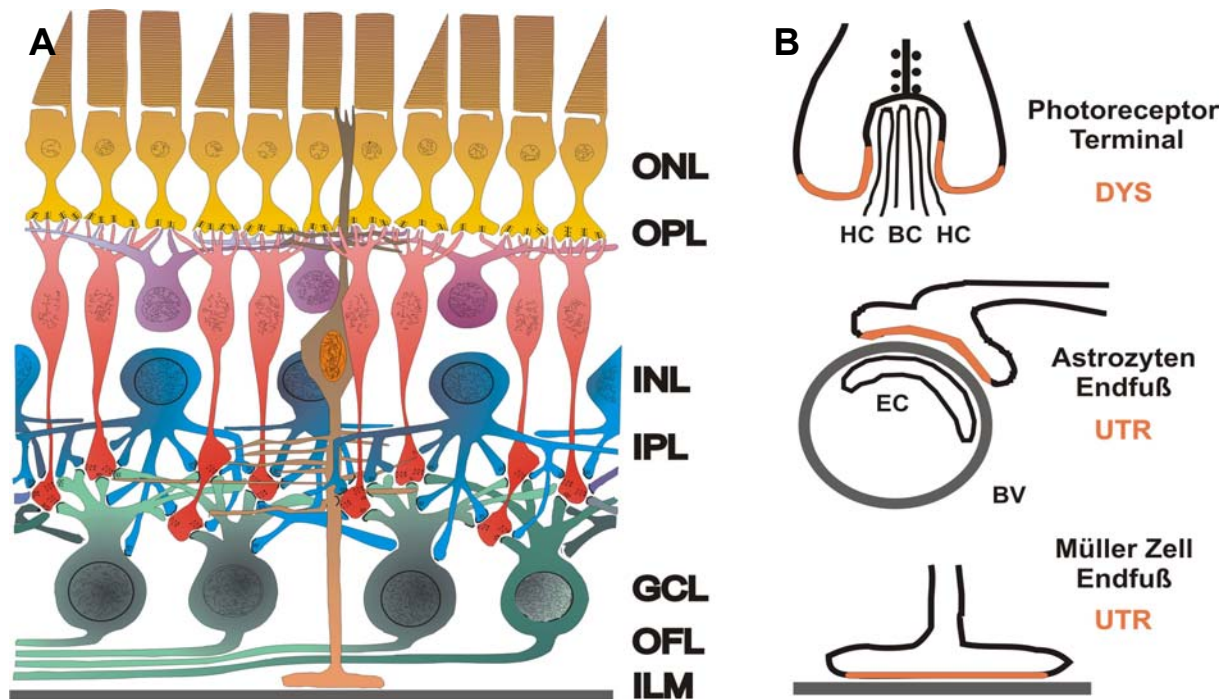 A
ONL
OPL
INL
IPL
GCL
OFL
ILM
B
Photoreceptor
Terminal
DYS
HC BC HC
Astrozyten
Endfuß
UTR
EC
BV
Müller Zell
Endfuß
UTR